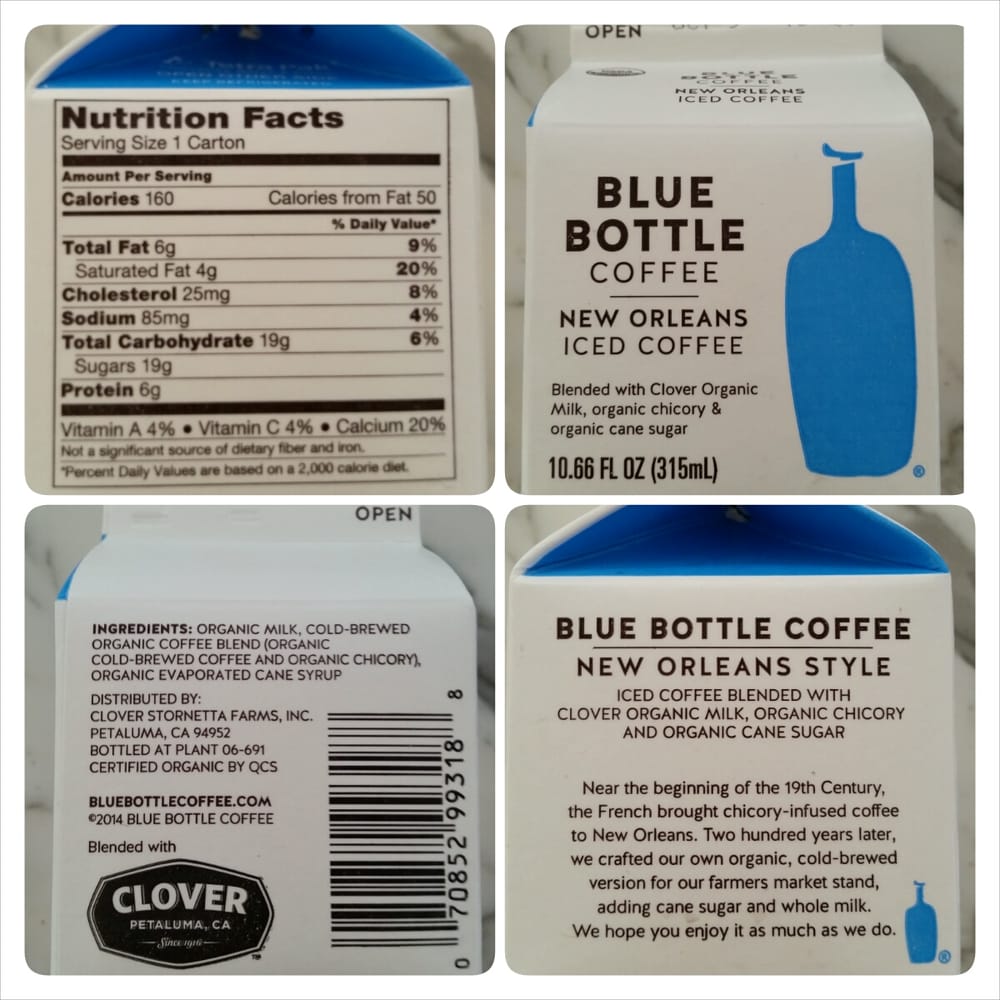 Tetra Pak
OPEN OTHER SIDE
KEEP REFRIGERATED
Nutrition Facts
Serving Size 1 Carton
Amount Per Serving
Calories 160 Calories from Fat 50
% Daily Value*
Total Fat 6g 9%
Saturated Fat 4g 20%
Cholesterol 25mg 8%
Sodium 85mg 4%
Total Carbohydrate 19g 6%
Sugars 19g
Protein 6g
Vitamin A 4% ● Vitamin C 4% ● Calcium 20%
Not a significant source of dietary fiber and iron.
*Percent Daily Values are based on a 2,000 calorie diet.
OPEN
BLUE
BOTTLE
COFFEE
NEW ORLEANS
ICED COFFEE
BLUE
BOTTLE
COFFEE
NEW ORLEANS
ICED COFFEE
Blended with Clover Organic
Milk, organic chicory &
organic cane sugar
10.66 FL OZ (315mL)
®
OPEN
INGREDIENTS: ORGANIC MILK, COLD-BREWED
ORGANIC COFFEE BLEND (ORGANIC
COLD-BREWED COFFEE AND ORGANIC CHICORY),
ORGANIC EVAPORATED CANE SYRUP
DISTRIBUTED BY:
CLOVER STORNETTA FARMS, INC.
PETALUMA, CA 94952
BOTTLED AT PLANT 06-691
CERTIFIED ORGANIC BY QCS
BLUEBOTTLECOFFEE.COM
©2014 BLUE BOTTLE COFFEE
Blended with
CLOVER
PETALUMA, CA
Since 1916
™
0 70852 99318 8
BLUE BOTTLE COFFEE
NEW ORLEANS STYLE
ICED COFFEE BLENDED WITH
CLOVER ORGANIC MILK, ORGANIC CHICORY
AND ORGANIC CANE SUGAR
Near the beginning of the 19th Century,
the French brought chicory-infused coffee
to New Orleans. Two hundred years later,
we crafted our own organic, cold-brewed
version for our farmers market stand,
adding cane sugar and whole milk.
We hope you enjoy it as much as we do.
®